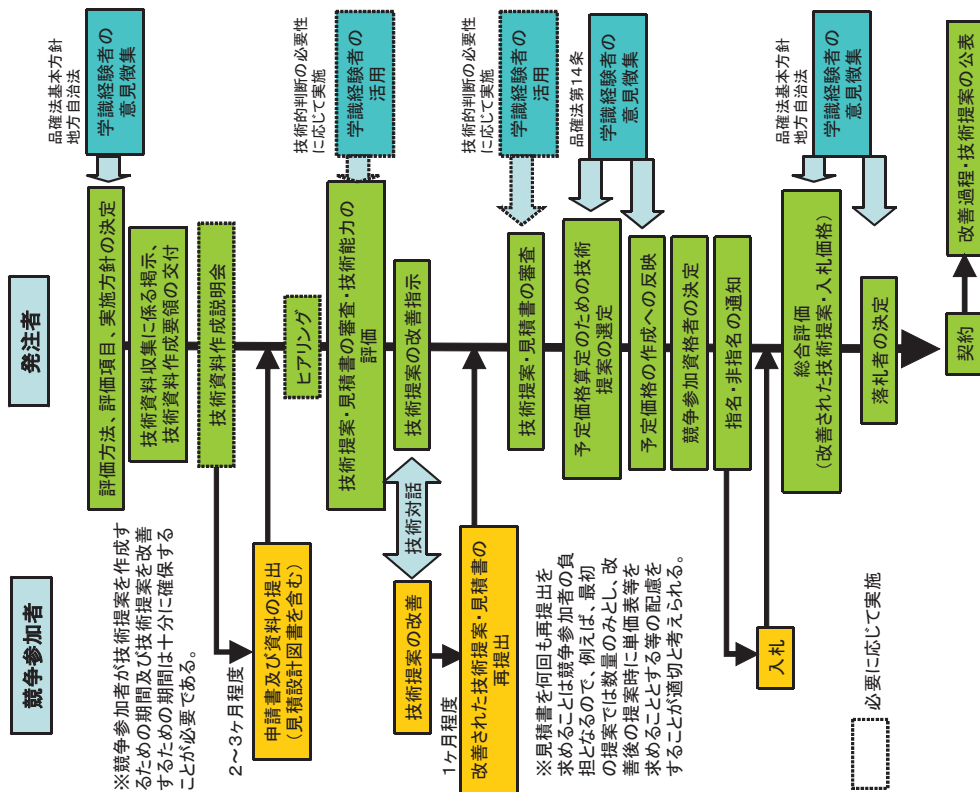 競争参加者
発注者
品確法基本方針
地方自治法
学識経験者の
意見徴集
評価方法、評価項目、実施方針の決定
技術資料収集に係る掲示、
技術資料作成要領の交付
技術資料作成説明会
※競争参加者が技術提案を作成す
るための期間及び技術提案を改善
するための期間は十分に確保する
ことが必要である。
2～3ヶ月程度
申請書及び資料の提出
(見積設計図書を含む)
ヒアリング
技術的判断の必要性
に応じて実施
学識経験者の
活用
技術提案・見積書の審査・技術能力の
評価
技術提案の改善指示
技術対話
技術提案の改善
1ヶ月程度
改善された技術提案・見積書の
再提出
技術的判断の必要性
に応じて実施
学識経験者の
活用
技術提案・見積書の審査
品確法第14条
学識経験者の
意見徴集
予定価格算定のための技術
提案の選定
予定価格の作成への反映
競争参加資格者の決定
指名・非指名の通知
※見積書を何回も再提出を
求めることは競争参加者の負
担となるので、例えば、最初
の提案では数量のみとし、改
善後の提案時に単価表等を
求めることとする等の配慮を
することが適切と考えられる。
入札
品確法基本方針
地方自治法
学識経験者の
意見徴集
総合評価
(改善された技術提案・入札価格)
落札者の決定
契約
改善過程・技術提案の公表
必要に応じて実施